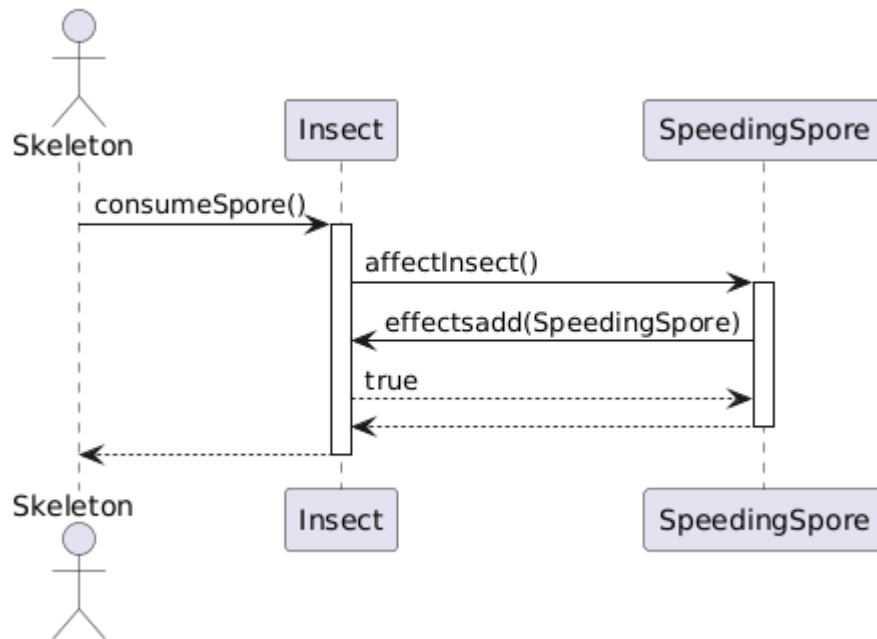 Skeleton
Insect
SpeedingSpore
consumeSpore()
affectInsect()
effectsadd(SpeedingSpore)
true
Skeleton
Insect
SpeedingSpore